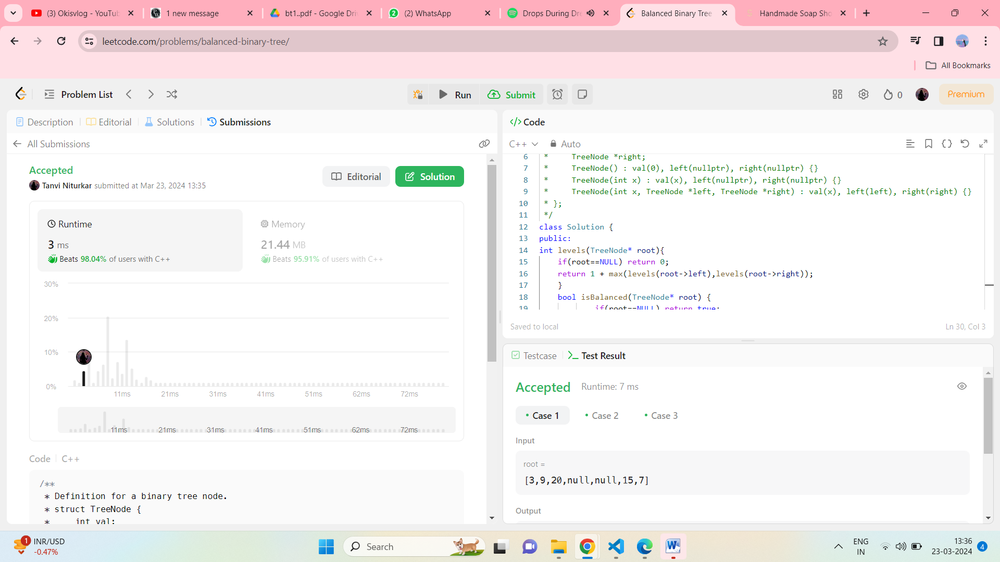 (3) Okisvlog - YouTub
1 new message
bt1..pdf - Google Dri
(2) WhatsApp
Drops During Dre
Balanced Binary Tree
Handmade Soap Sho
leetcode.com/problems/balanced-binary-tree/
All Bookmarks
Problem List
Run
Submit
0
Premium
Description
Editorial
Solutions
Submissions
All Submissions
Accepted
Tanvi Niturkar submitted at Mar 23, 2024 13:35
Editorial
Solution
Runtime
3 ms
Beats 98.04% of users with C++
Memory
21.44 MB
Beats 95.91% of users with C++
30%
20%
10%
0%
11ms 21ms 31ms 41ms 51ms 62ms 72ms
11ms 21ms 31ms 41ms 51ms 62ms 72ms
Code C++
/**
* Definition for a binary tree node.
* struct TreeNode {
* int val;
Code
C++
Auto
6 * TreeNode *right;
7 * TreeNode() : val(0), left(nullptr), right(nullptr) {}
8 * TreeNode(int x) : val(x), left(nullptr), right(nullptr) {}
9 * TreeNode(int x, TreeNode *left, TreeNode *right) : val(x), left(left), right(right) {}
10 * };
11 */
12 class Solution {
13 public:
14 int levels(TreeNode* root){
15 if(root==NULL) return 0;
16 return 1 + max(levels(root->left),levels(root->right));
17 }
18 bool isBalanced(TreeNode* root) {
19 if(root==NULL) return true;
Saved to local
Ln 30, Col 3
Testcase
Test Result
Accepted
Runtime: 7 ms
Case 1
Case 2
Case 3
Input
root =
[3,9,20,null,null,15,7]
Output
1
INR/USD
-0.47%
Search
ENG
IN
13:36
23-03-2024
4